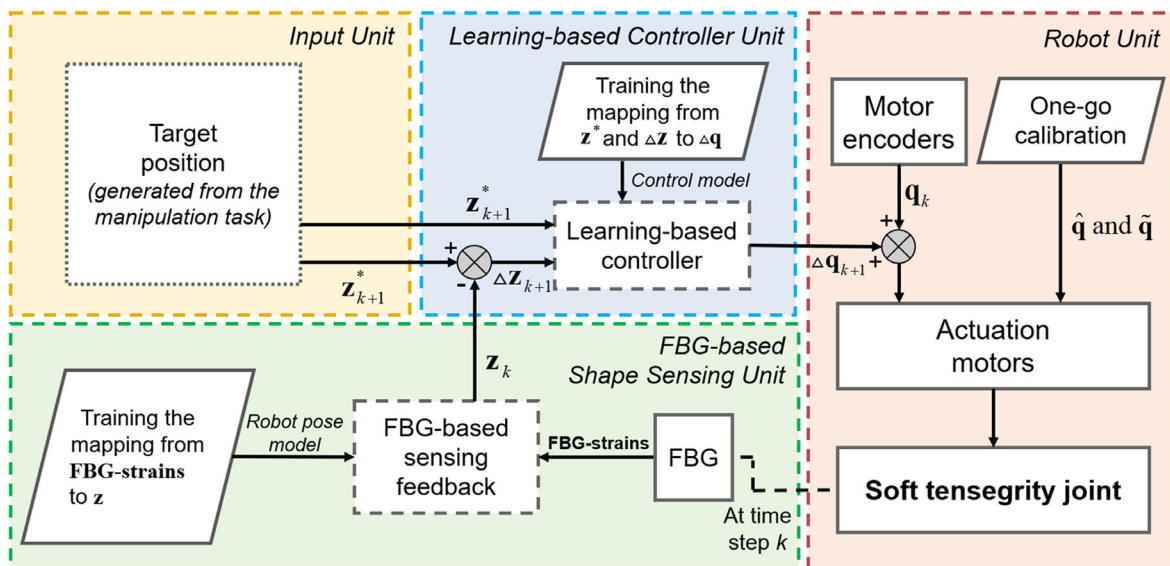 Input Unit
Target
position
(generated from the
manipulation task)
z*k+1
z*k+1
Learning-based Controller Unit
Training the
mapping from
z* and △z to △q
Control model
Learning-based
controller
+
-
△zk+1
△qk+1
Robot Unit
Motor
encoders
One-go
calibration
qk
+
+
q̂ and q̃
Actuation
motors
Soft tensegrity joint
FBG-based
Shape Sensing Unit
zk
Training the
mapping from
FBG-strains
to z
Robot pose
model
FBG-based
sensing
feedback
FBG-strains
FBG
At time
step k